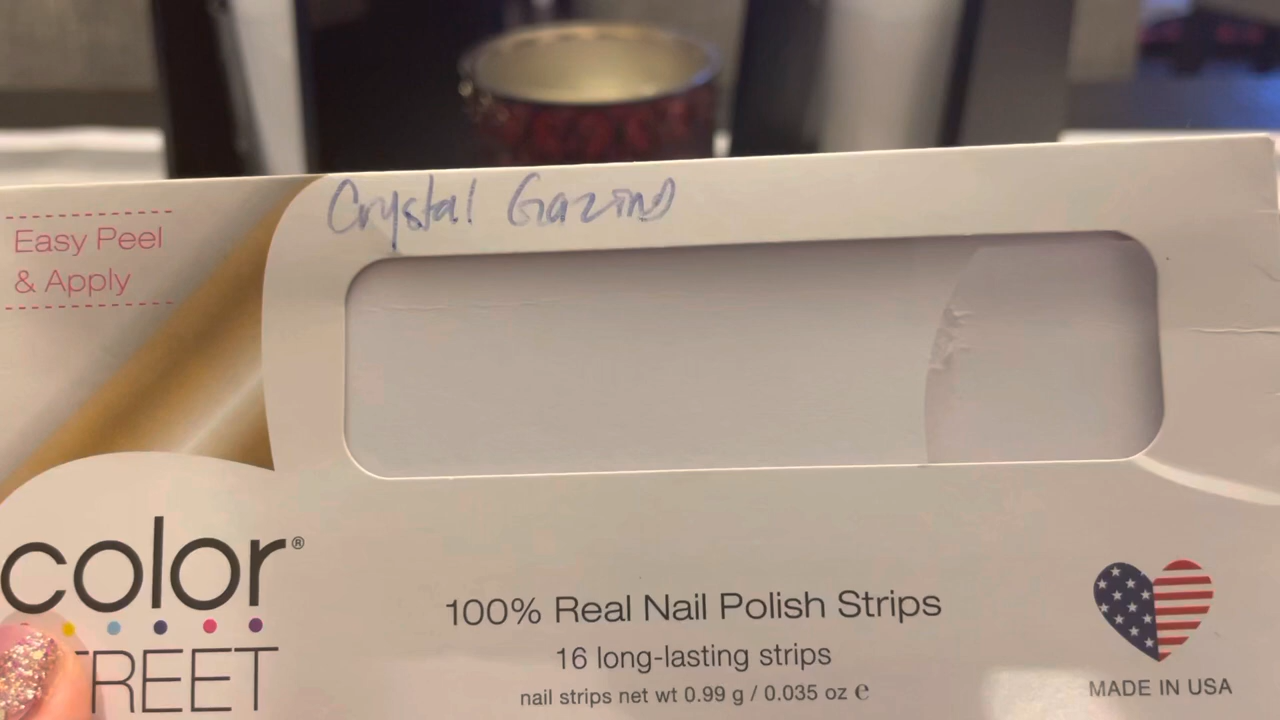 Crystal Gazing
Easy Peel
& Apply
color®
TREET
100% Real Nail Polish Strips
16 long-lasting strips
nail strips net wt 0.99 g / 0.035 oz e
MADE IN USA